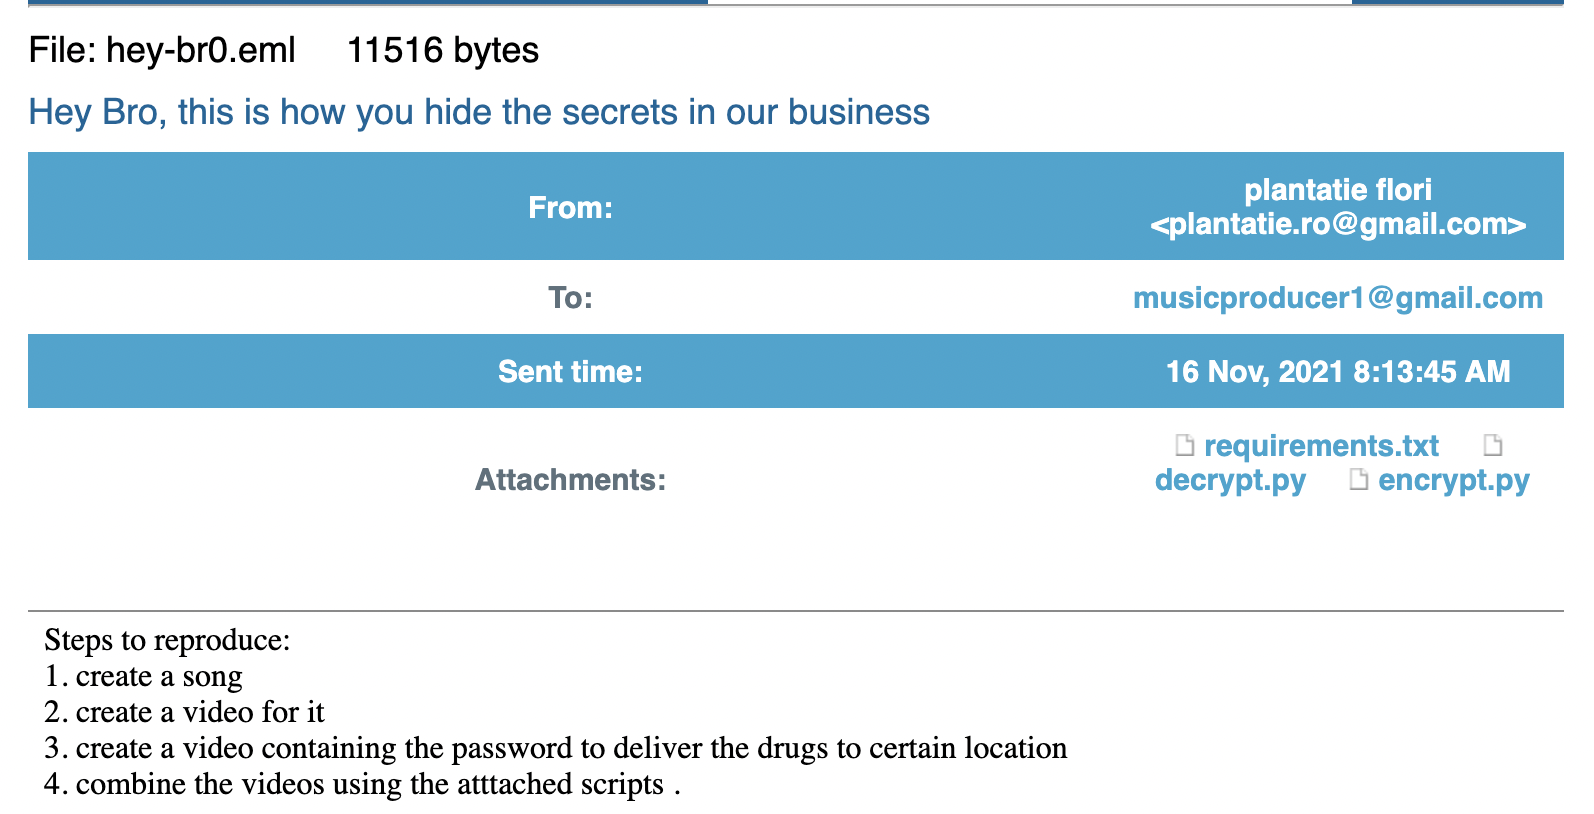 File: hey-br0.eml 11516 bytes
Hey Bro, this is how you hide the secrets in our business
From:
plantatie flori
<plantatie.ro@gmail.com>
To:
musicproducer1@gmail.com
Sent time:
16 Nov, 2021 8:13:45 AM
Attachments:
requirements.txt
decrypt.py encrypt.py
Steps to reproduce:
1. create a song
2. create a video for it
3. create a video containing the password to deliver the drugs to certain location
4. combine the videos using the atttached scripts .